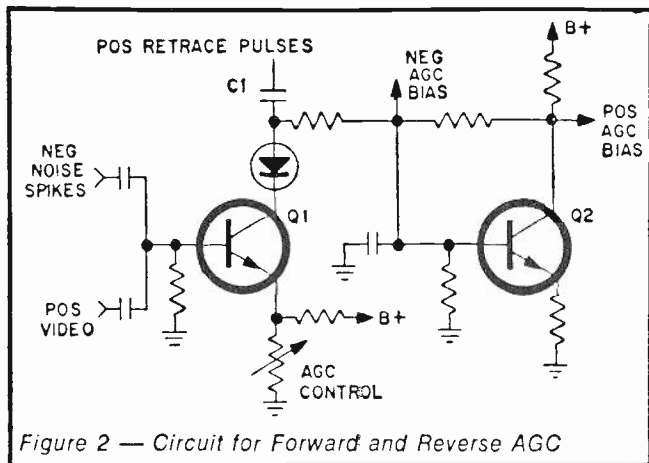 POS RETRACE PULSES
C1
NEG
AGC
BIAS
B+
POS
AGC
BIAS
NEG
NOISE
SPIKES
Q1
Q2
POS
VIDEO
B+
AGC
CONTROL
Figure 2 — Circuit for Forward and Reverse AGC